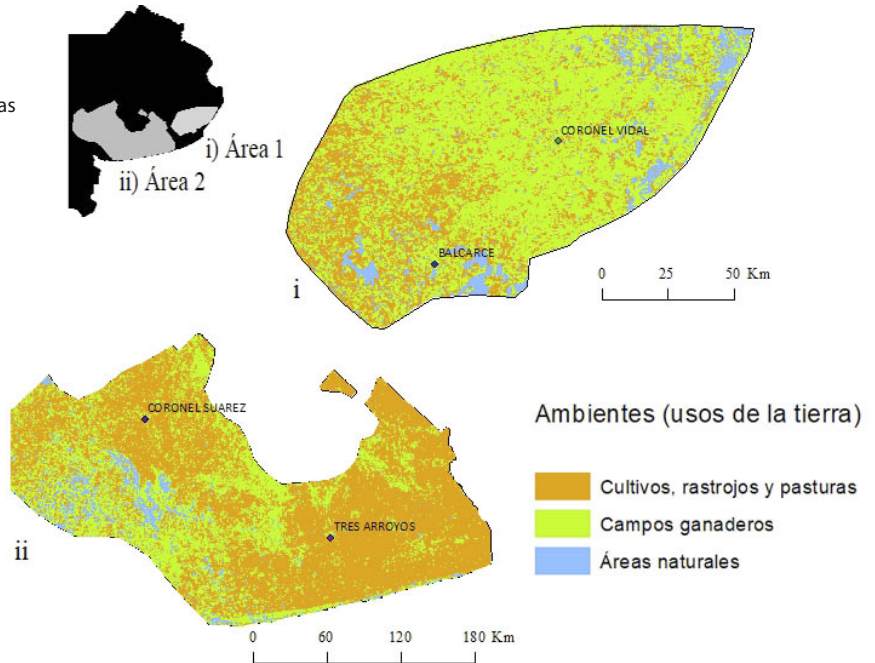 as
i) Área 1
ii) Área 2
CORONEL VIDAL
BALCARCE
i
0 25 50 Km
CORONEL SUAREZ
TRES ARROYOS
ii
0 60 120 180 Km
Ambientes (usos de la tierra)
Cultivos, rastrojos y pasturas
Campos ganaderos
Áreas naturales